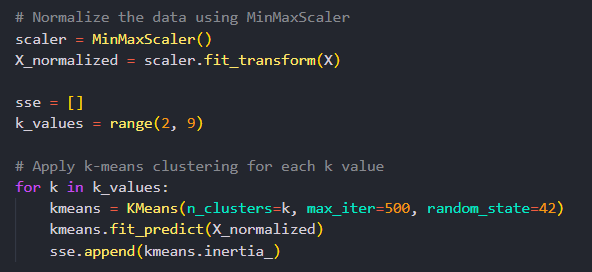 # Normalize the data using MinMaxScaler
scaler = MinMaxScaler()
X_normalized = scaler.fit_transform(X)

sse = []
k_values = range(2, 9)

# Apply k-means clustering for each k value
for k in k_values:
    kmeans = KMeans(n_clusters=k, max_iter=500, random_state=42)
    kmeans.fit_predict(X_normalized)
    sse.append(kmeans.inertia_)